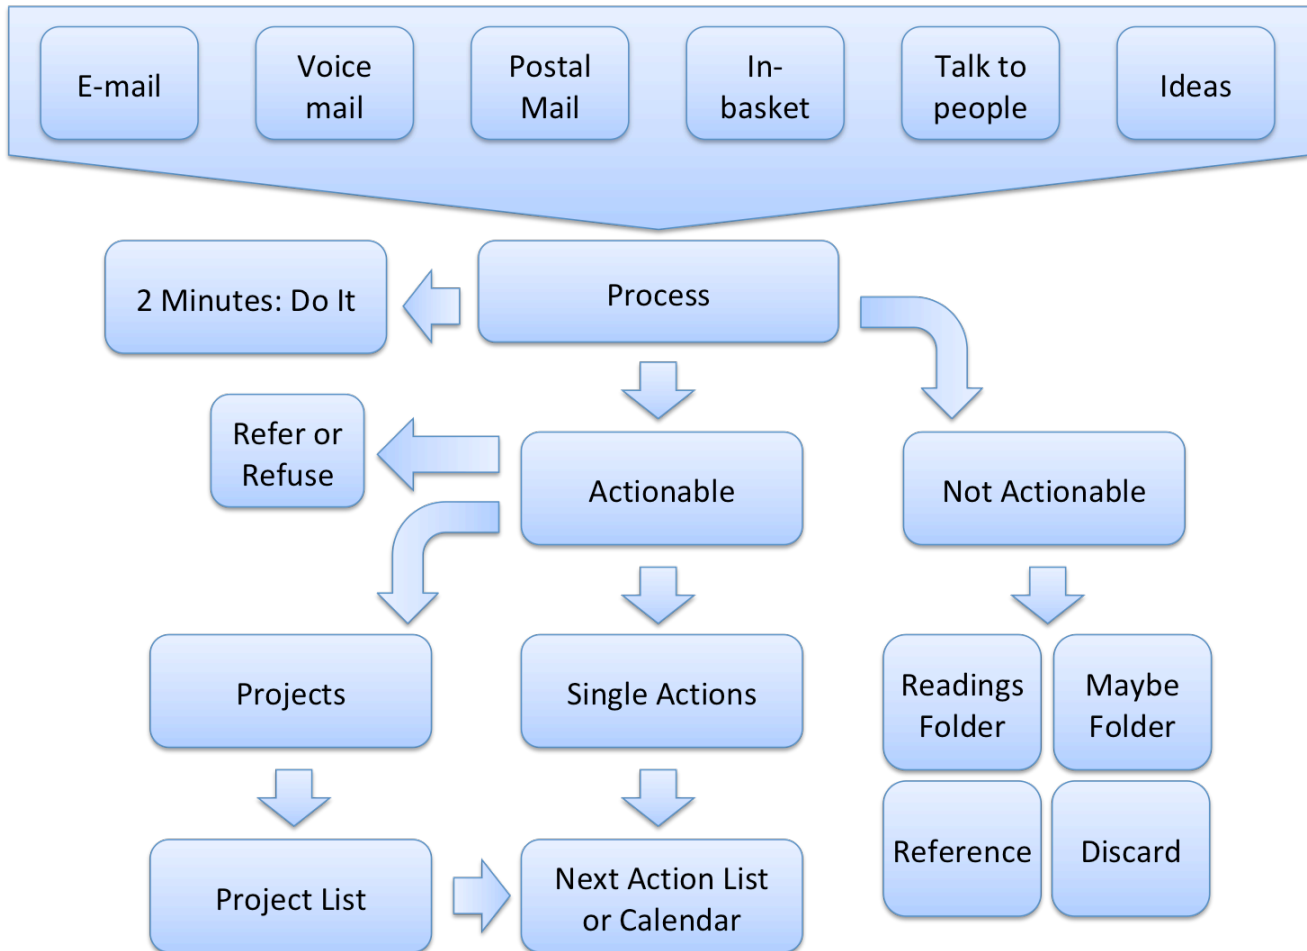 E-mail
Voice
mail
Postal
Mail
In-
basket
Talk to
people
Ideas
2 Minutes: Do It
Process
Refer or
Refuse
Actionable
Not Actionable
Projects
Single Actions
Readings
Folder
Maybe
Folder
Project List
Next Action List
or Calendar
Reference
Discard